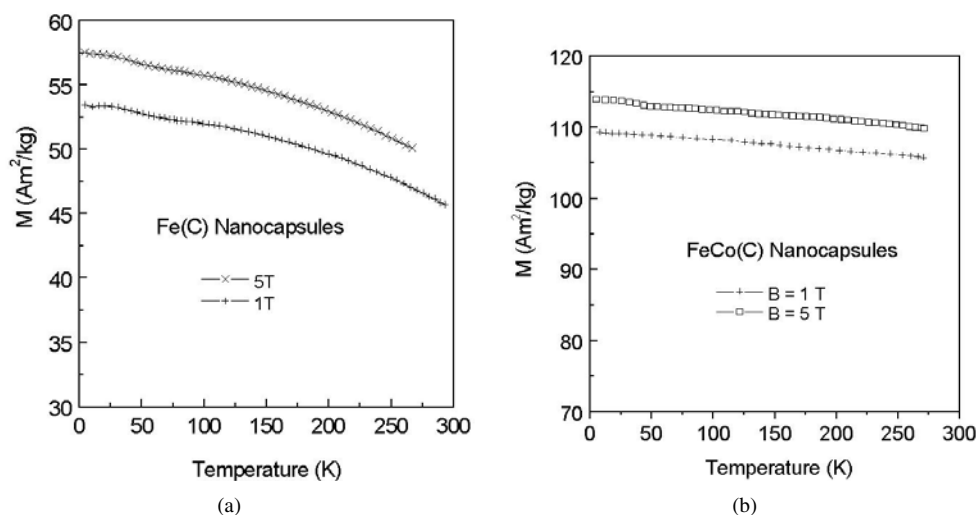 60
55
50
45
40
35
30
M (Am²/kg)
Fe(C) Nanocapsules
5T
1T
0 50 100 150 200 250 300
Temperature (K)
(a)
120
110
100
90
80
70
M (Am²/kg)
FeCo(C) Nanocapsules
B = 1 T
B = 5 T
0 50 100 150 200 250 300
Temperature (K)
(b)